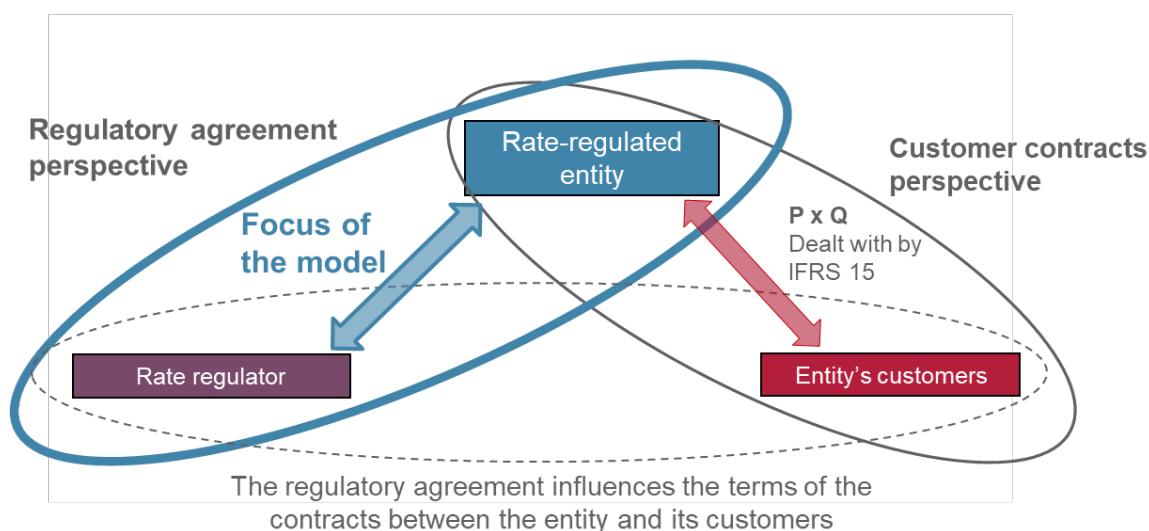 Regulatory agreement
perspective
Rate-regulated
entity
Customer contracts
perspective
Focus of
the model
P x Q
Dealt with by
IFRS 15
Rate regulator
Entity's customers
The regulatory agreement influences the terms of the
contracts between the entity and its customers